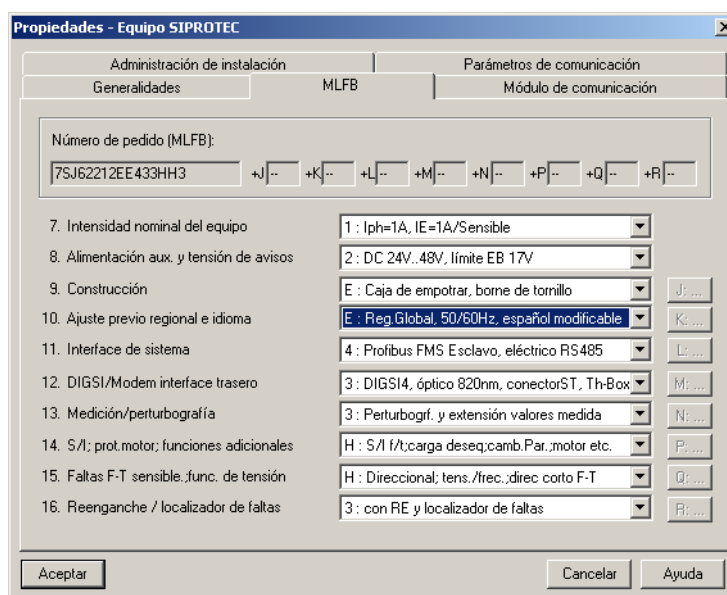 Propiedades - Equipo SIPROTEC
Administración de instalación Parámetros de comunicación
Generalidades MLFB Módulo de comunicación
Número de pedido (MLFB):
7SJ62212EE433HH3 +J -- +K -- +L -- +M -- +N -- +P -- +Q -- +R --
7. Intensidad nominal del equipo 1 : Iph=1A, IE=1A/Sensible
8. Alimentación aux. y tensión de avisos 2 : DC 24V..48V, límite EB 17V
9. Construcción E : Caja de empotrar, borne de tornillo J: ...
10. Ajuste previo regional e idioma E : Reg.Global, 50/60Hz, español modificable K: ...
11. Interface de sistema 4 : Profibus FMS Esclavo, eléctrico RS485 L: ...
12. DIGSI/Modem interface trasero 3 : DIGSI4, óptico 820nm, conectorST, Th-Box M: ...
13. Medición/perturbografía 3 : Perturbogrf. y extensión valores medida N: ...
14. S/I; prot.motor; funciones adicionales H : S/I f/t;carga deseq;camb.Par.;motor etc. P: ...
15. Faltas F-T sensible.;func. de tensión H : Direccional; tens./frec.;direc corto F-T Q: ...
16. Reenganche / localizador de faltas 3 : con RE y localizador de faltas R: ...
Aceptar Cancelar Ayuda